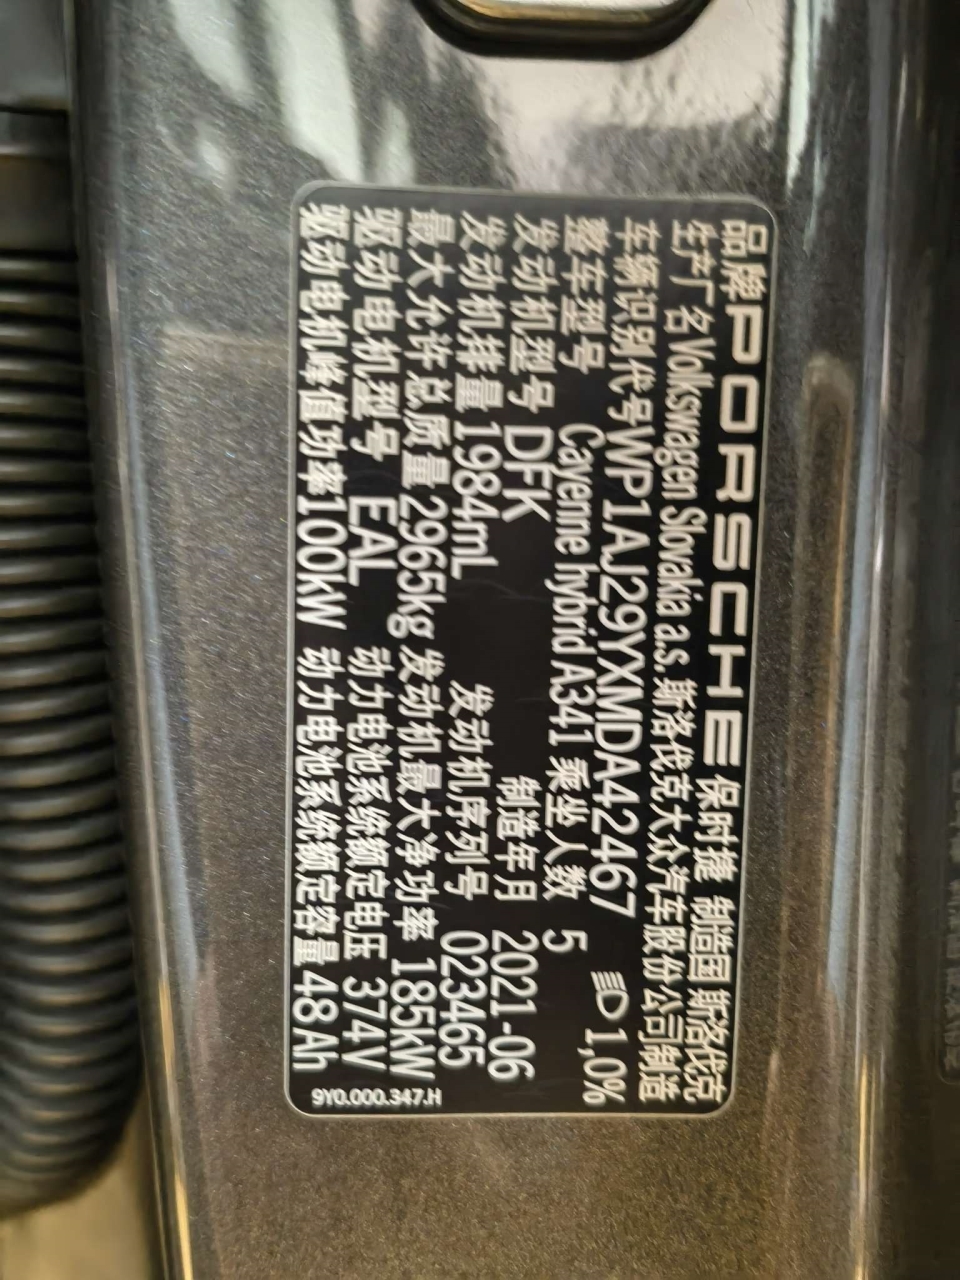 品牌 PORSCHE 保时捷 制造国 斯洛伐克
生产厂名 Volkswagen Slovakia a.s. 斯洛伐克大众汽车股份公司制造
车辆识别代号 WP1AJ29YXMDA42467 1,0%
整车型号 Cayenne hybrid A341 乘坐人数 5
发动机型号 DFK 制造年月 2021-06
发动机排量 1984mL 发动机序列号 023465
最大允许总质量 2965kg 发动机最大净功率 185kW
驱动电机型号 EAL 动力电池系统额定电压 374V
驱动电机峰值功率 100kW 动力电池系统额定容量 48Ah
9Y0.000.347.H